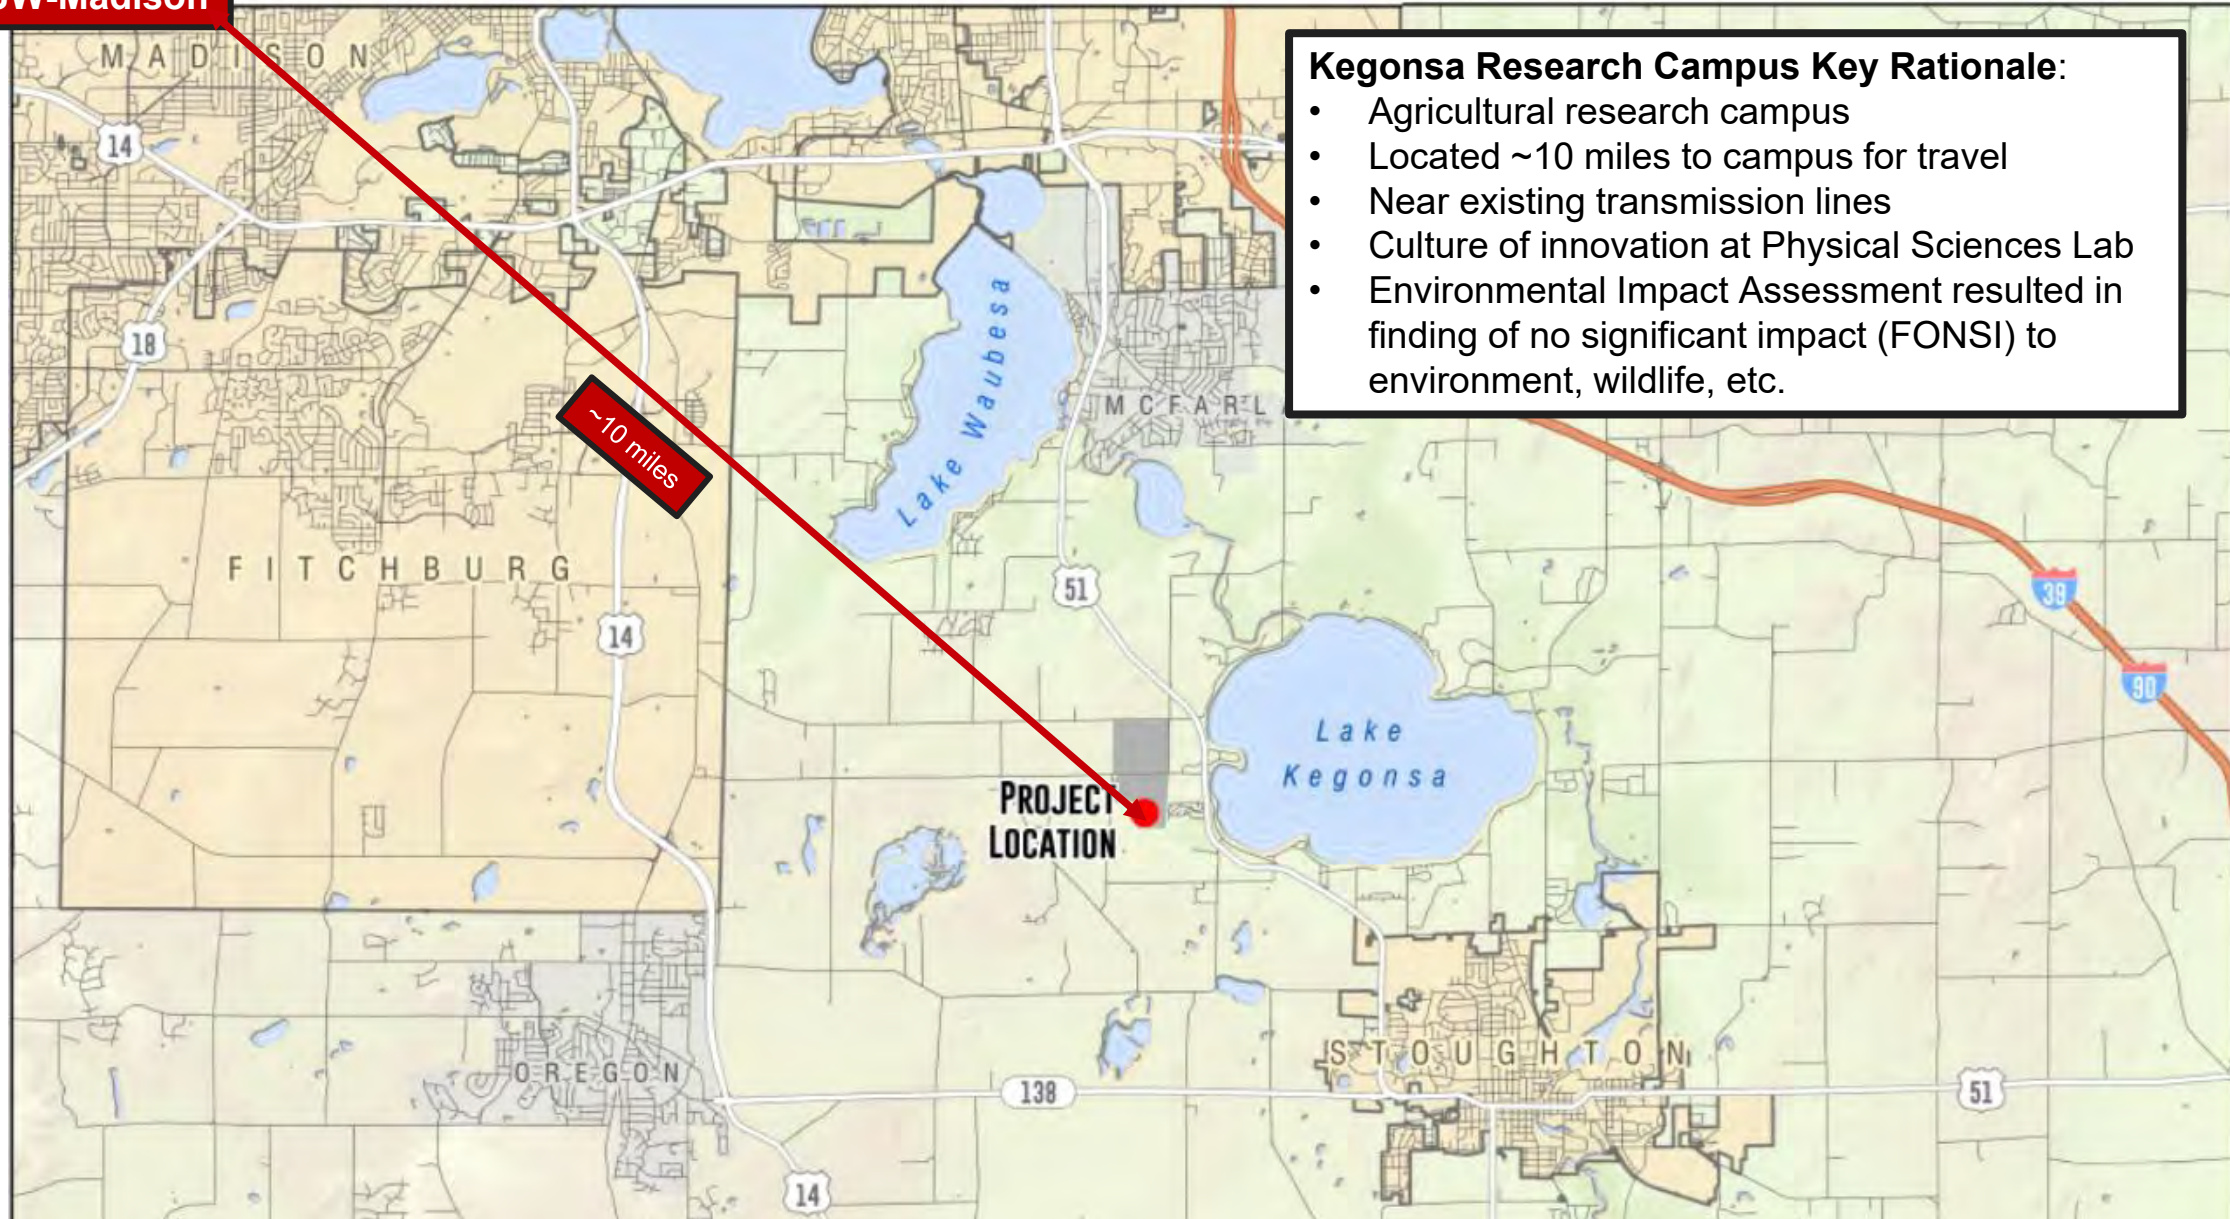 UW-Madison
MADISON
Kegonsa Research Campus Key Rationale:
• Agricultural research campus
• Located ~10 miles to campus for travel
• Near existing transmission lines
• Culture of innovation at Physical Sciences Lab
• Environmental Impact Assessment resulted in
finding of no significant impact (FONSI) to
environment, wildlife, etc.
14
18
~10 miles
Lake Waubesa
MCFARL
FITCHBURG
51
39
14
90
Lake
Kegonsa
PROJECT
LOCATION
STOUGHTON
OREGON
138
51
14